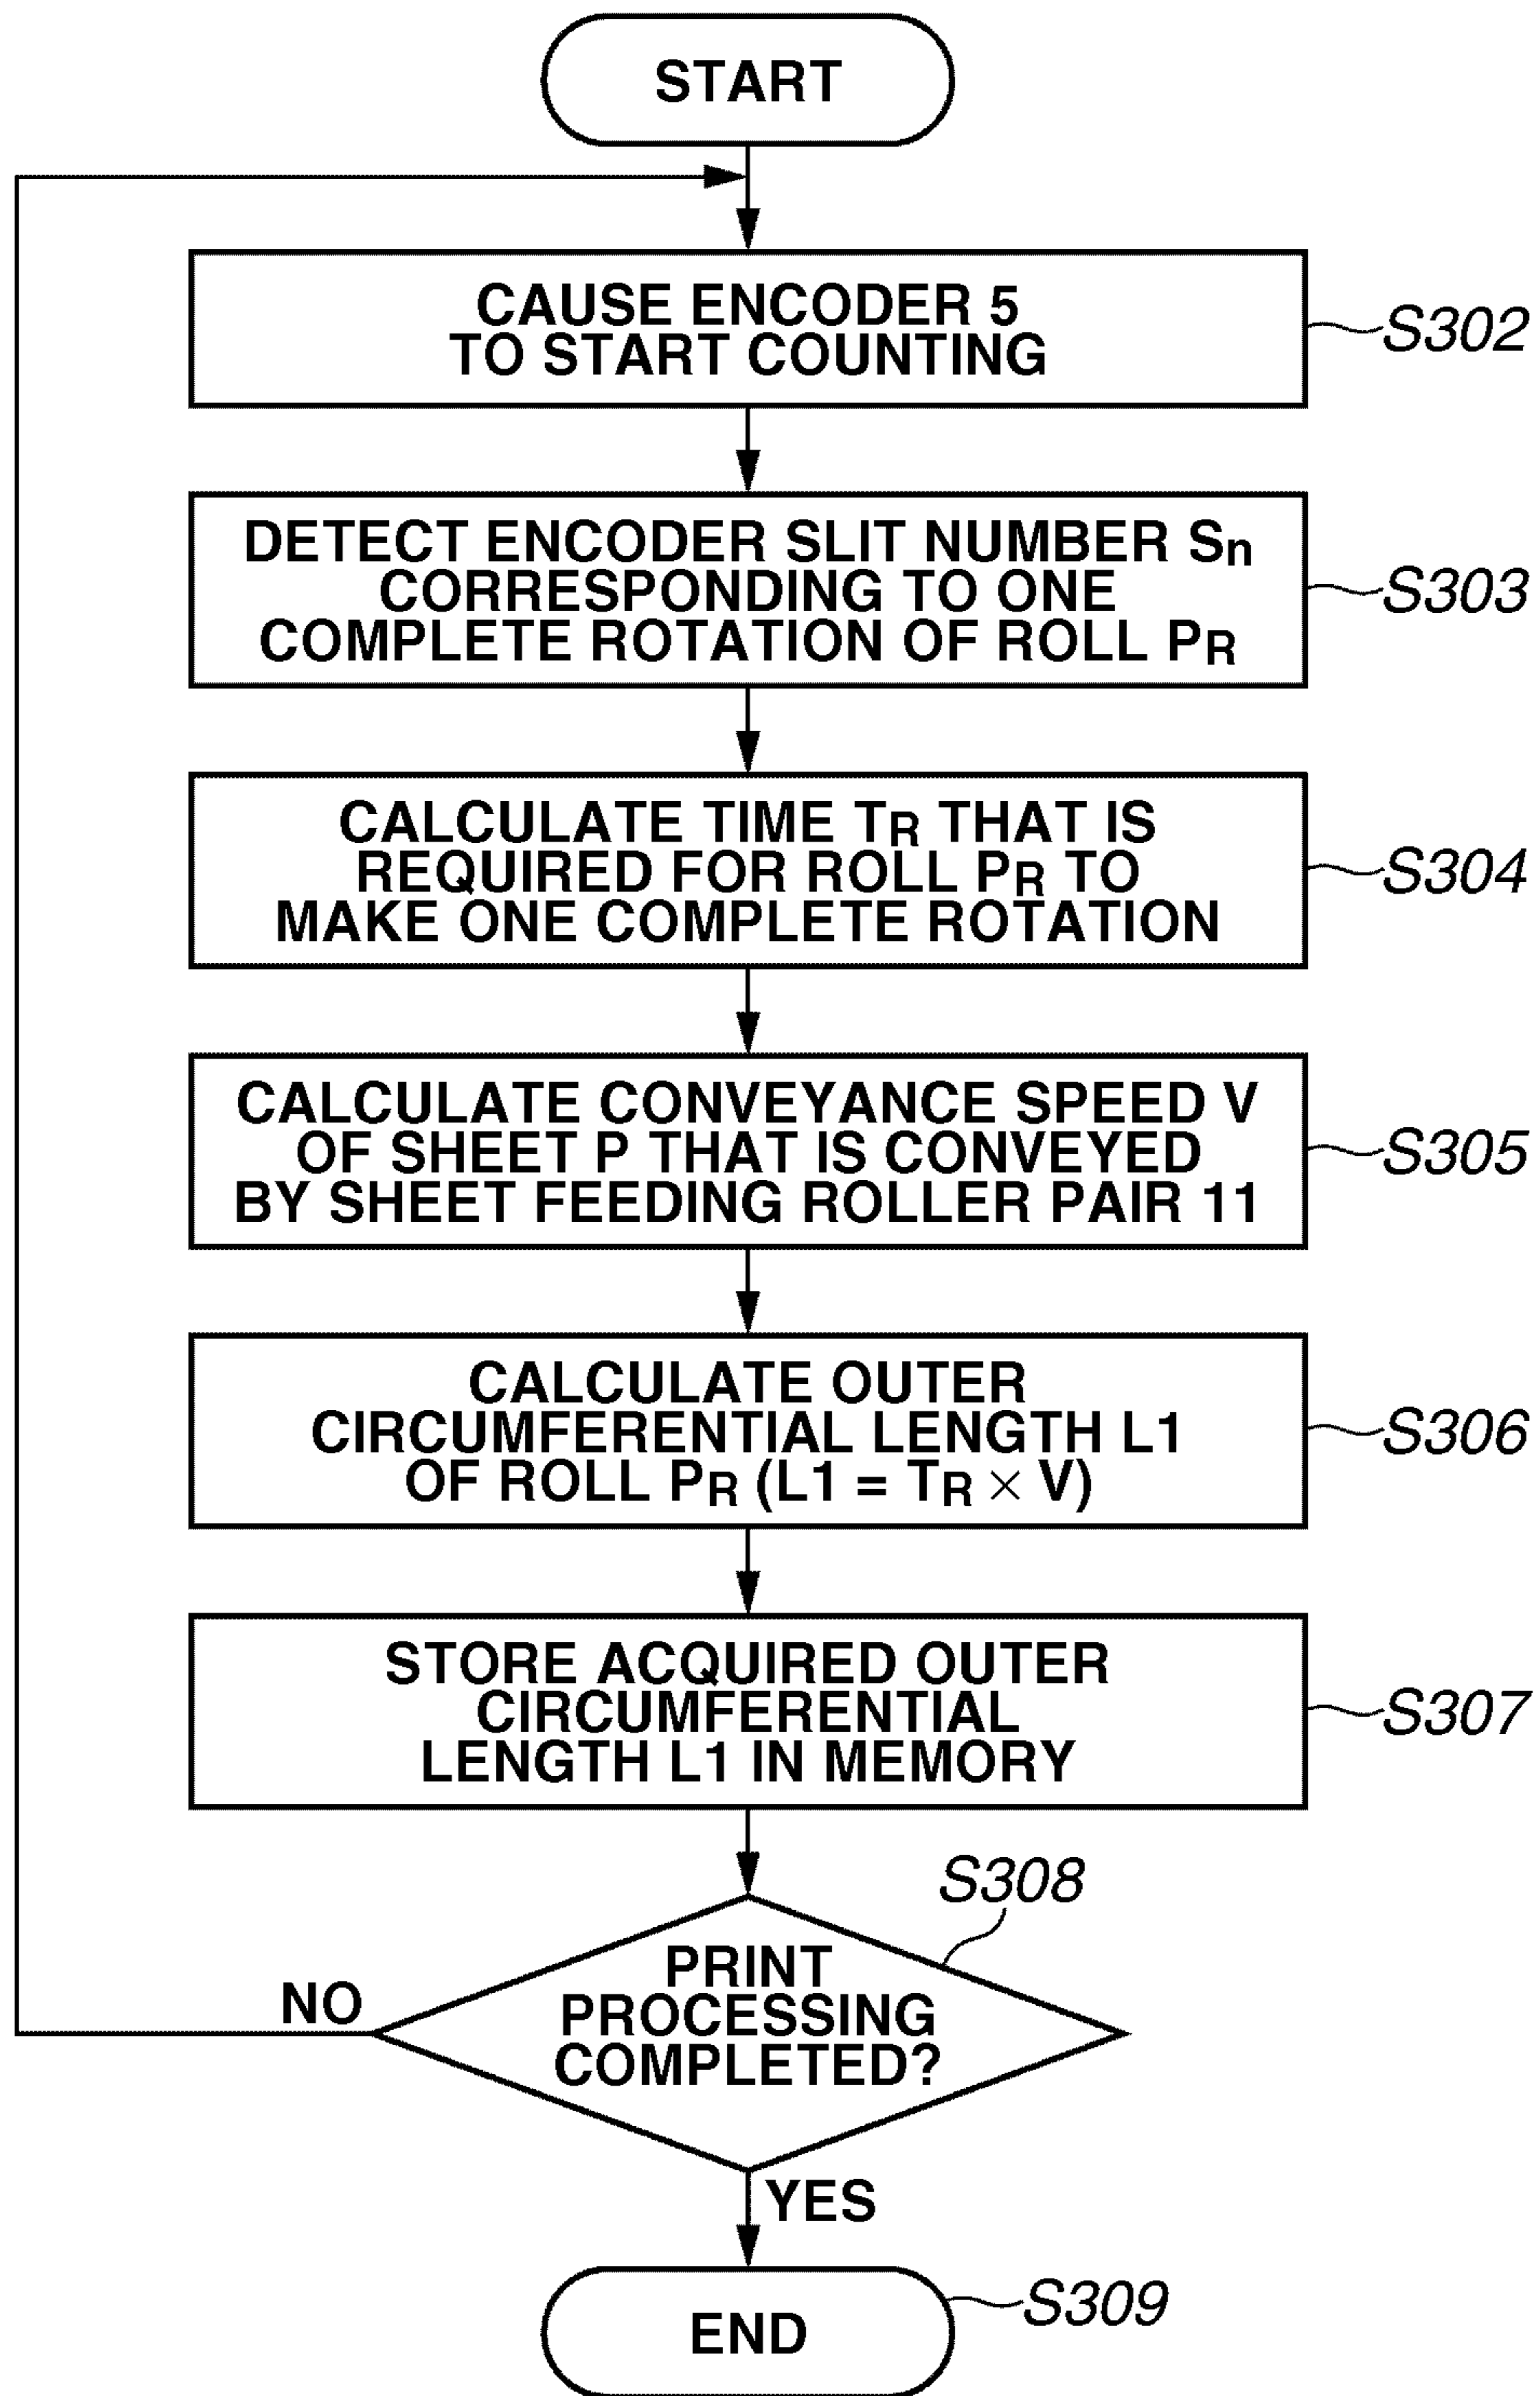 START
CAUSE ENCODER 5
TO START COUNTING
S302
DETECT ENCODER SLIT NUMBER Sn
CORRESPONDING TO ONE
COMPLETE ROTATION OF ROLL PR
S303
CALCULATE TIME TR THAT IS
REQUIRED FOR ROLL PR TO
MAKE ONE COMPLETE ROTATION
S304
CALCULATE CONVEYANCE SPEED V
OF SHEET P THAT IS CONVEYED
BY SHEET FEEDING ROLLER PAIR 11
S305
CALCULATE OUTER
CIRCUMFERENTIAL LENGTH L1
OF ROLL PR (L1 = TR × V)
S306
STORE ACQUIRED OUTER
CIRCUMFERENTIAL
LENGTH L1 IN MEMORY
S307
S308
PRINT
PROCESSING
COMPLETED?
NO
YES
END
S309